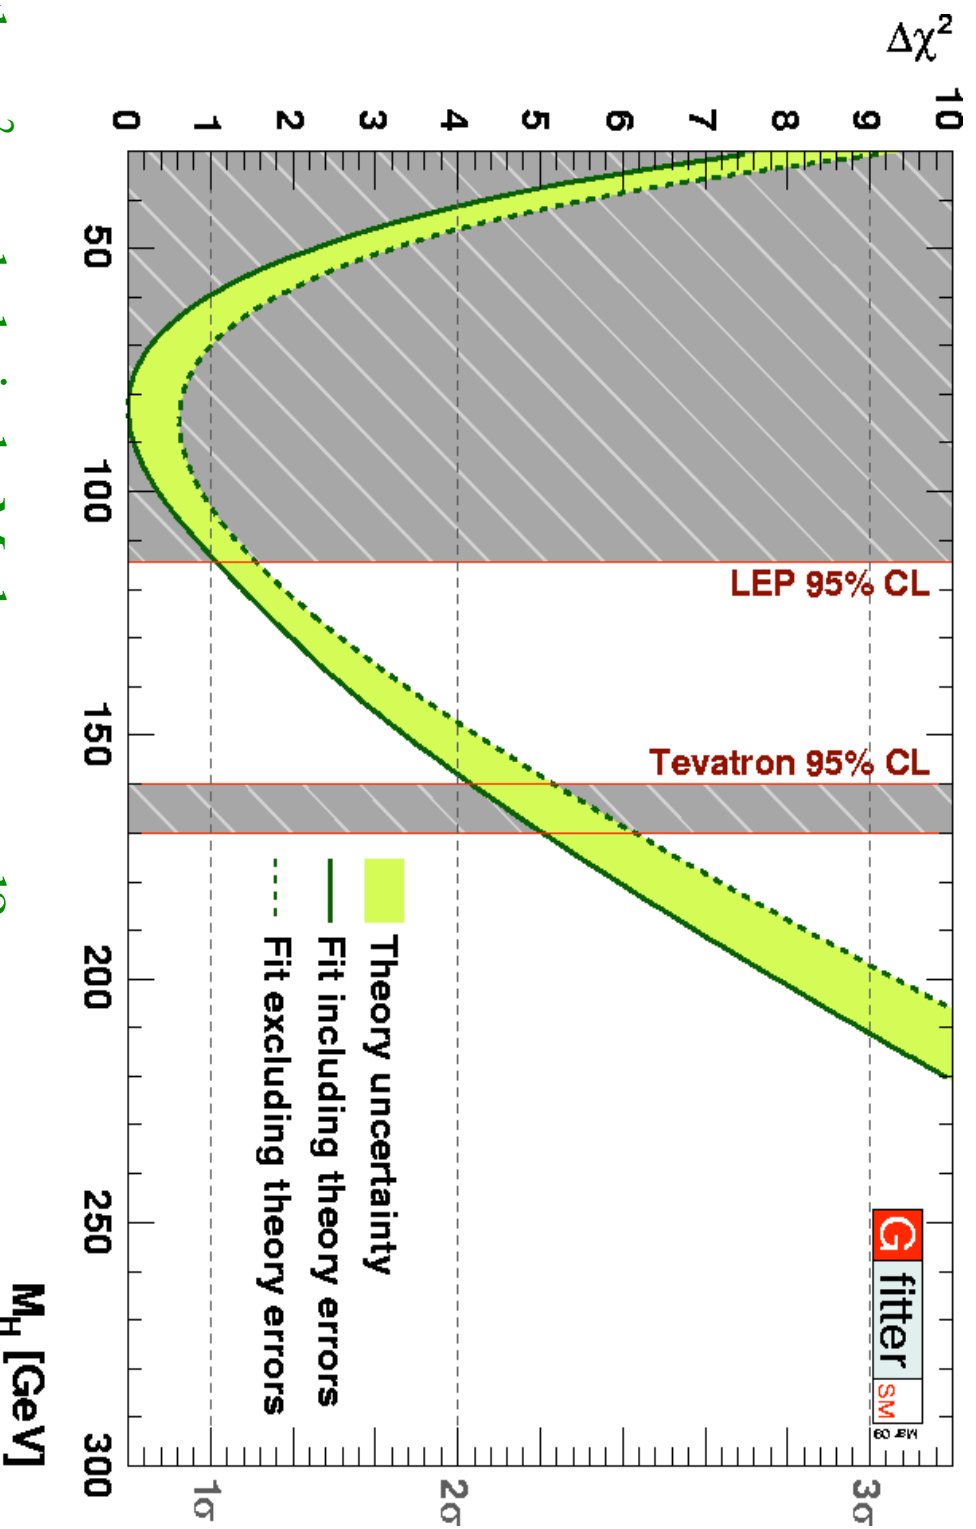 Δχ²
10
9
8
7
6
5
4
3
2
1
0
50
100
150
200
250
300
M_H [GeV]
1σ
2σ
3σ
LEP 95% CL
Tevatron 95% CL
Theory uncertainty
Fit including theory errors
Fit excluding theory errors
G fitter SM
Mar 09